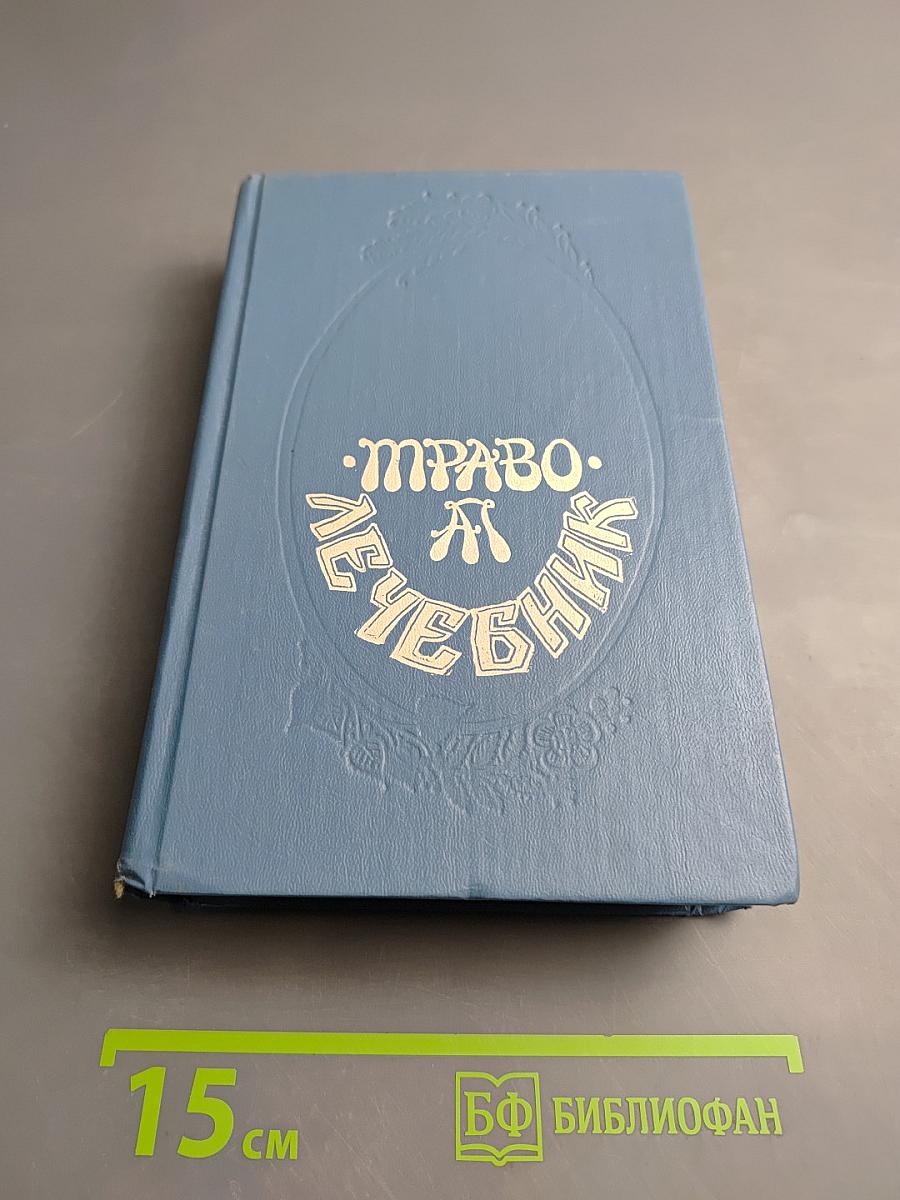 ·ТРАВО·
Л
ЛЕЧЕБНИК
15 см
БФ БИБЛИОФАН